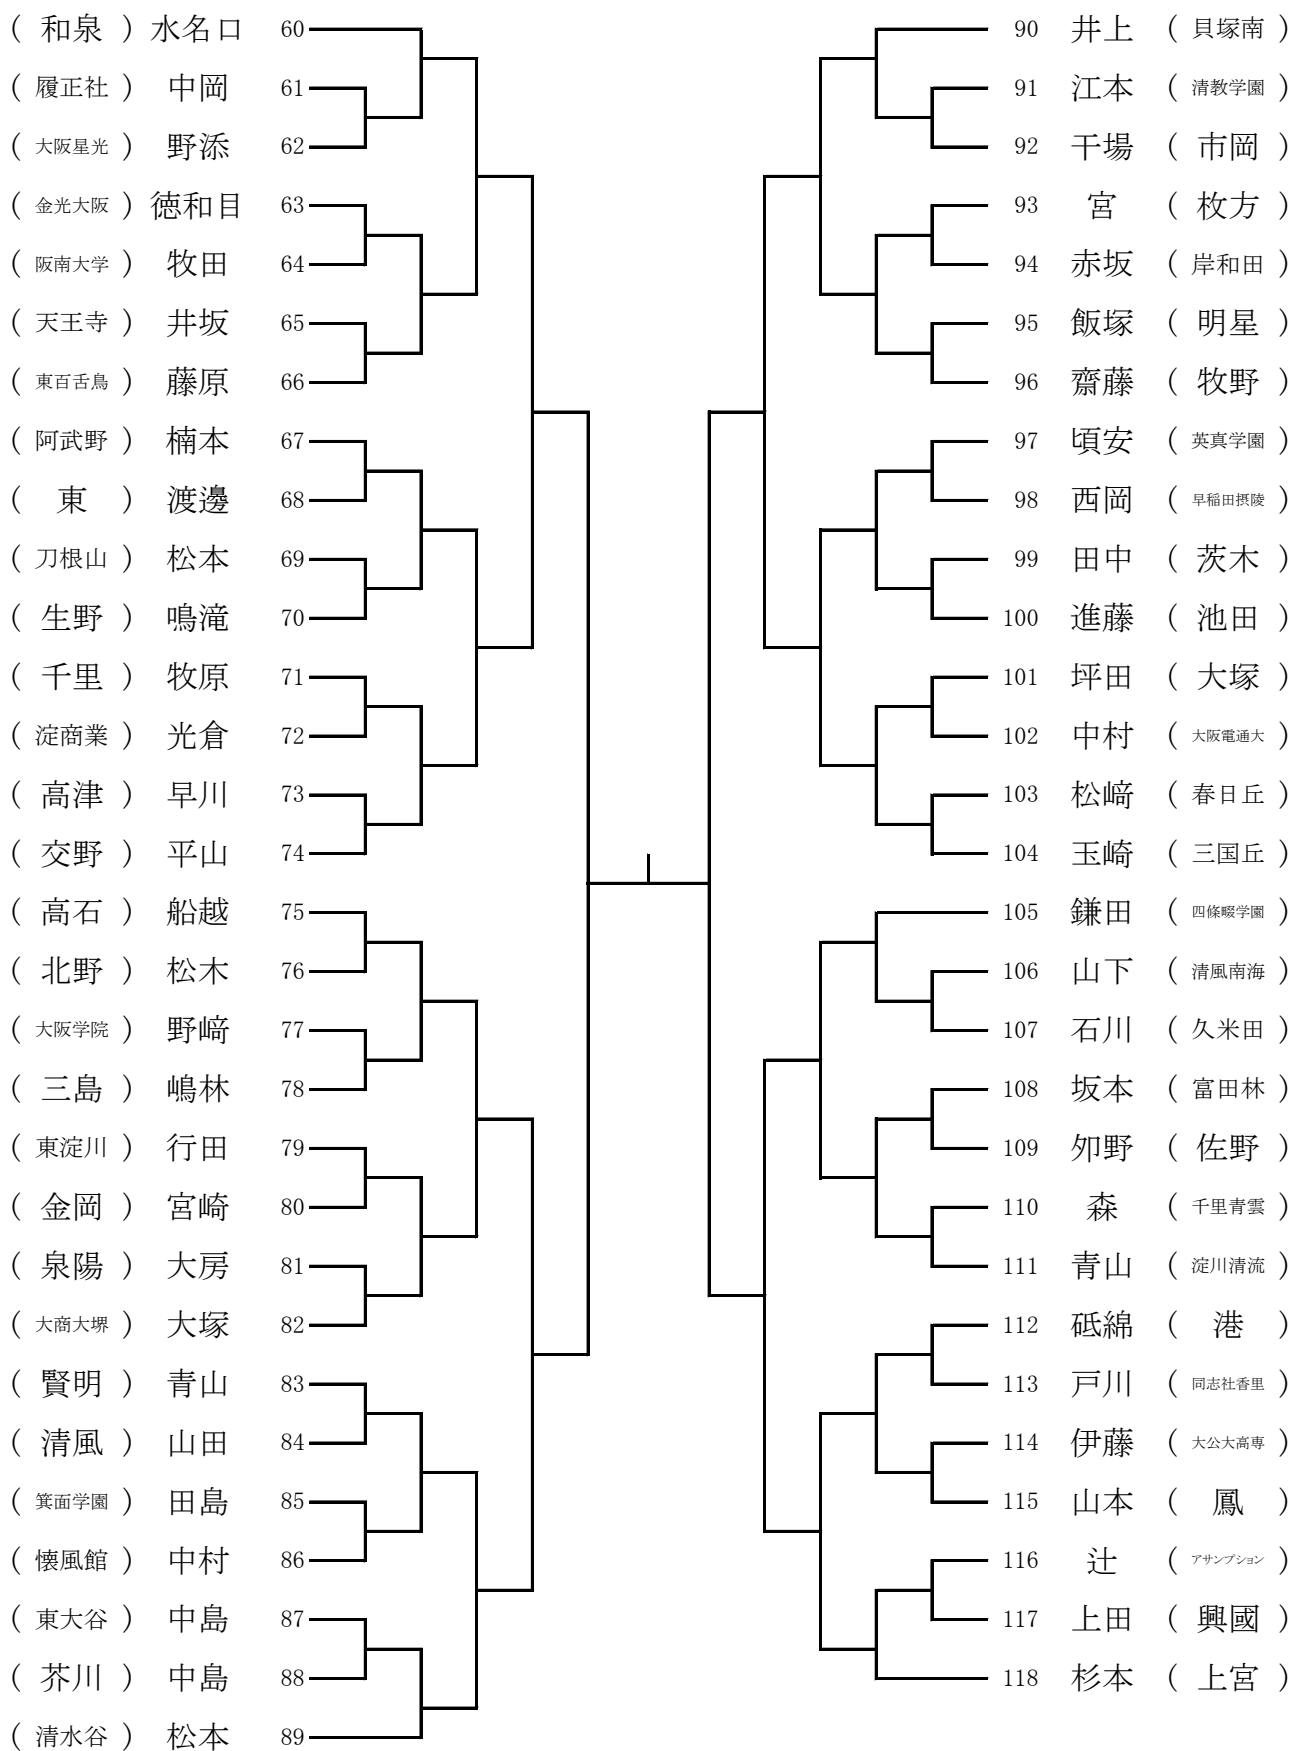 ( 和泉 ) 水名口 60 90 井上 ( 貝塚南 )
( 履正社 ) 中岡 61 91 江本 ( 清教学園 )
( 大阪星光 ) 野添 62 92 干場 ( 市岡 )
( 金光大阪 ) 徳和目 63 93 宮 ( 枚方 )
( 阪南大学 ) 牧田 64 94 赤坂 ( 岸和田 )
( 天王寺 ) 井坂 65 95 飯塚 ( 明星 )
( 東百舌鳥 ) 藤原 66 96 齋藤 ( 牧野 )
( 阿武野 ) 楠本 67 97 頃安 ( 英真学園 )
( 東 ) 渡邊 68 98 西岡 ( 早稲田摂陵 )
( 刀根山 ) 松本 69 99 田中 ( 茨木 )
( 生野 ) 鳴滝 70 100 進藤 ( 池田 )
( 千里 ) 牧原 71 101 坪田 ( 大塚 )
( 淀商業 ) 光倉 72 102 中村 ( 大阪電通大 )
( 高津 ) 早川 73 103 松﨑 ( 春日丘 )
( 交野 ) 平山 74 104 玉崎 ( 三国丘 )
( 高石 ) 船越 75 105 鎌田 ( 四條畷学園 )
( 北野 ) 松木 76 106 山下 ( 清風南海 )
( 大阪学院 ) 野﨑 77 107 石川 ( 久米田 )
( 三島 ) 嶋林 78 108 坂本 ( 富田林 )
( 東淀川 ) 行田 79 109 夘野 ( 佐野 )
( 金岡 ) 宮崎 80 110 森 ( 千里青雲 )
( 泉陽 ) 大房 81 111 青山 ( 淀川清流 )
( 大商大堺 ) 大塚 82 112 砥綿 ( 港 )
( 賢明 ) 青山 83 113 戸川 ( 同志社香里 )
( 清風 ) 山田 84 114 伊藤 ( 大公大高専 )
( 箕面学園 ) 田島 85 115 山本 ( 鳳 )
( 懐風館 ) 中村 86 116 辻 ( アサンプション )
( 東大谷 ) 中島 87 117 上田 ( 興國 )
( 芥川 ) 中島 88 118 杉本 ( 上宮 )
( 清水谷 ) 松本 89